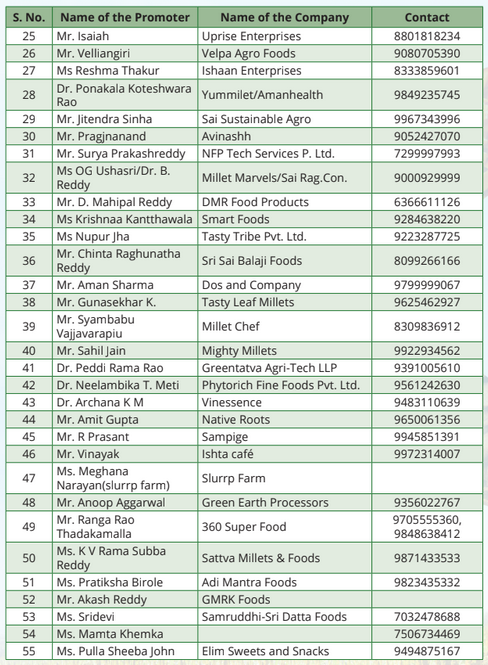 S. No. Name of the Promoter Name of the Company Contact
25 Mr. Isaiah Uprise Enterprises 8801818234
26 Mr. Velliangiri Velpa Agro Foods 9080705390
27 Ms Reshma Thakur Ishaan Enterprises 8333859601
28 Dr. Ponakala Koteshwara Rao Yummilet/Amanhealth 9849235745
29 Mr. Jitendra Sinha Sai Sustainable Agro 9967343996
30 Mr. Pragjnanand Avinashh 9052427070
31 Mr. Surya Prakashreddy NFP Tech Services P. Ltd. 7299997993
32 Ms OG Ushasri/Dr. B. Reddy Millet Marvels/Sai Rag.Con. 9000929999
33 Mr. D. Mahipal Reddy DMR Food Products 6366611126
34 Ms Krishnaa Kantthawala Smart Foods 9284638220
35 Ms Nupur Jha Tasty Tribe Pvt. Ltd. 9223287725
36 Mr. Chinta Raghunatha Reddy Sri Sai Balaji Foods 8099266166
37 Mr. Aman Sharma Dos and Company 9799999067
38 Mr. Gunasekhar K. Tasty Leaf Millets 9625462927
39 Mr. Syambabu Vajjavarapiu Millet Chef 8309836912
40 Mr. Sahil Jain Mighty Millets 9922934562
41 Dr. Peddi Rama Rao Greentatva Agri-Tech LLP 9391005610
42 Dr. Neelambika T. Meti Phytorich Fine Foods Pvt. Ltd. 9561242630
43 Dr. Archana K M Vinessence 9483110639
44 Mr. Amit Gupta Native Roots 9650061356
45 Mr. R Prasant Sampige 9945851391
46 Mr. Vinayak Ishta café 9972314007
47 Ms. Meghana Narayan(slurrp farm) Slurrp Farm
48 Mr. Anoop Aggarwal Green Earth Processors 9356022767
49 Mr. Ranga Rao Thadakamalla 360 Super Food 9705555360, 9848638412
50 Ms. K V Rama Subba Reddy Sattva Millets & Foods 9871433533
51 Ms. Pratiksha Birole Adi Mantra Foods 9823435332
52 Mr. Akash Reddy GMRK Foods
53 Ms. Sridevi Samruddhi-Sri Datta Foods 7032478688
54 Ms. Mamta Khemka 7506734469
55 Ms. Pulla Sheeba John Elim Sweets and Snacks 9494875167